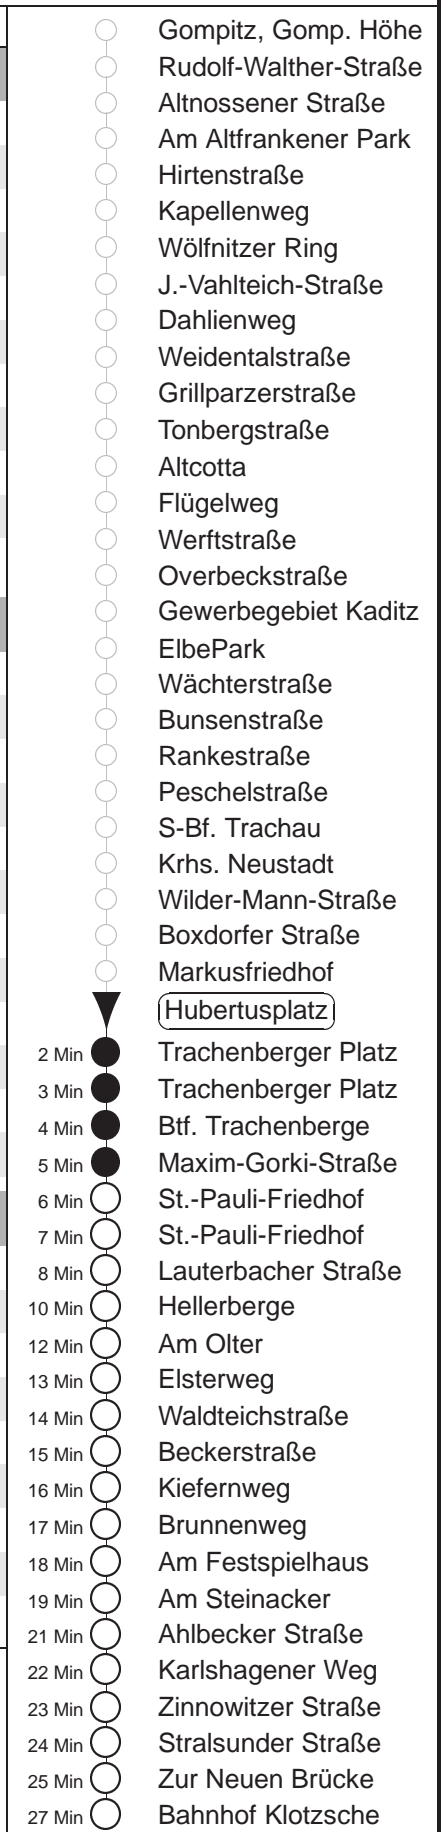 Gompitz, Gomp. Höhe
Rudolf-Walther-Straße
Altnossener Straße
Am Altfrankener Park
Hirtenstraße
Kapellenweg
Wölfnitzer Ring
J.-Vahlteich-Straße
Dahlienweg
Weidentalstraße
Grillparzerstraße
Tonbergstraße
Altcotta
Flügelweg
Werftstraße
Overbeckstraße
Gewerbegebiet Kaditz
ElbePark
Wächterstraße
Bunsenstraße
Rankestraße
Peschelstraße
S-Bf. Trachau
Krhs. Neustadt
Wilder-Mann-Straße
Boxdorfer Straße
Markusfriedhof
Hubertusplatz
2 Min Trachenberger Platz
3 Min Trachenberger Platz
4 Min Btf. Trachenberge
5 Min Maxim-Gorki-Straße
6 Min St.-Pauli-Friedhof
7 Min St.-Pauli-Friedhof
8 Min Lauterbacher Straße
10 Min Hellerberge
12 Min Am Olter
13 Min Elsterweg
14 Min Waldteichstraße
15 Min Beckerstraße
16 Min Kiefernweg
17 Min Brunnenweg
18 Min Am Festspielhaus
19 Min Am Steinacker
21 Min Ahlbecker Straße
22 Min Karlshagener Weg
23 Min Zinnowitzer Straße
24 Min Stralsunder Straße
25 Min Zur Neuen Brücke
27 Min Bahnhof Klotzsche